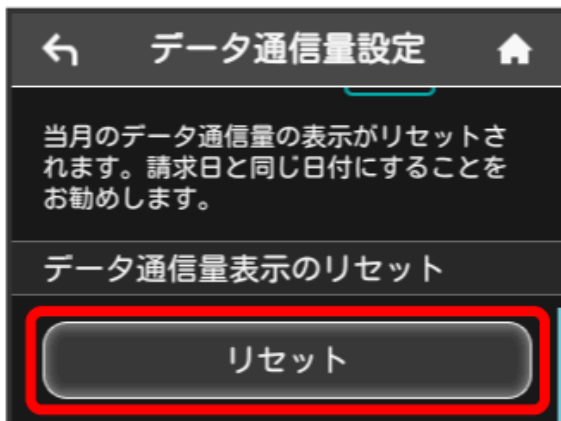 データ通信量設定
当月のデータ通信量の表示がリセットさ
れます。請求日と同じ日付にすることを
お勧めします。
データ通信量表示のリセット
リセット